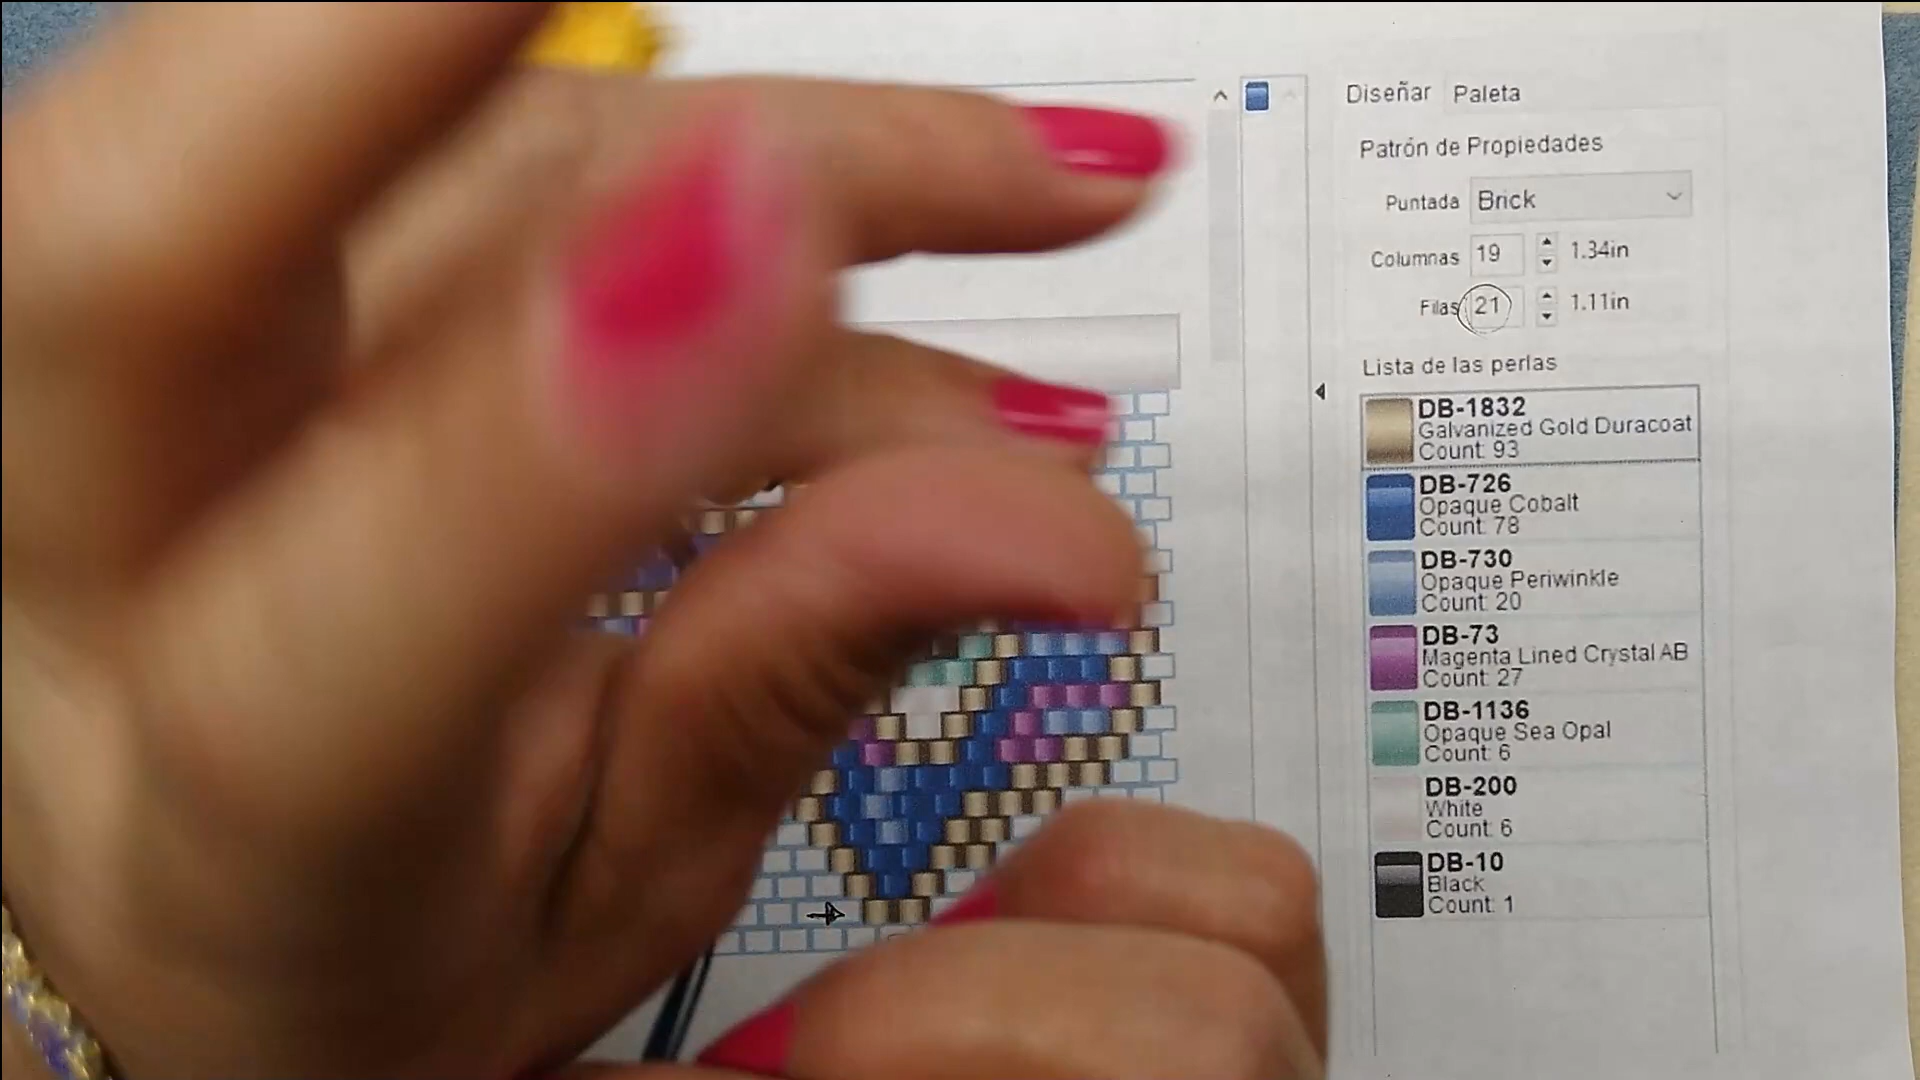 Diseñar Paleta
Patrón de Propiedades
Puntada Brick
Columnas 19 1.34in
Filas 21 1.11in
Lista de las perlas
DB-1832
Galvanized Gold Duracoat
Count: 93
DB-726
Opaque Cobalt
Count: 78
DB-730
Opaque Periwinkle
Count: 20
DB-73
Magenta Lined Crystal AB
Count: 27
DB-1136
Opaque Sea Opal
Count: 6
DB-200
White
Count: 6
DB-10
Black
Count: 1